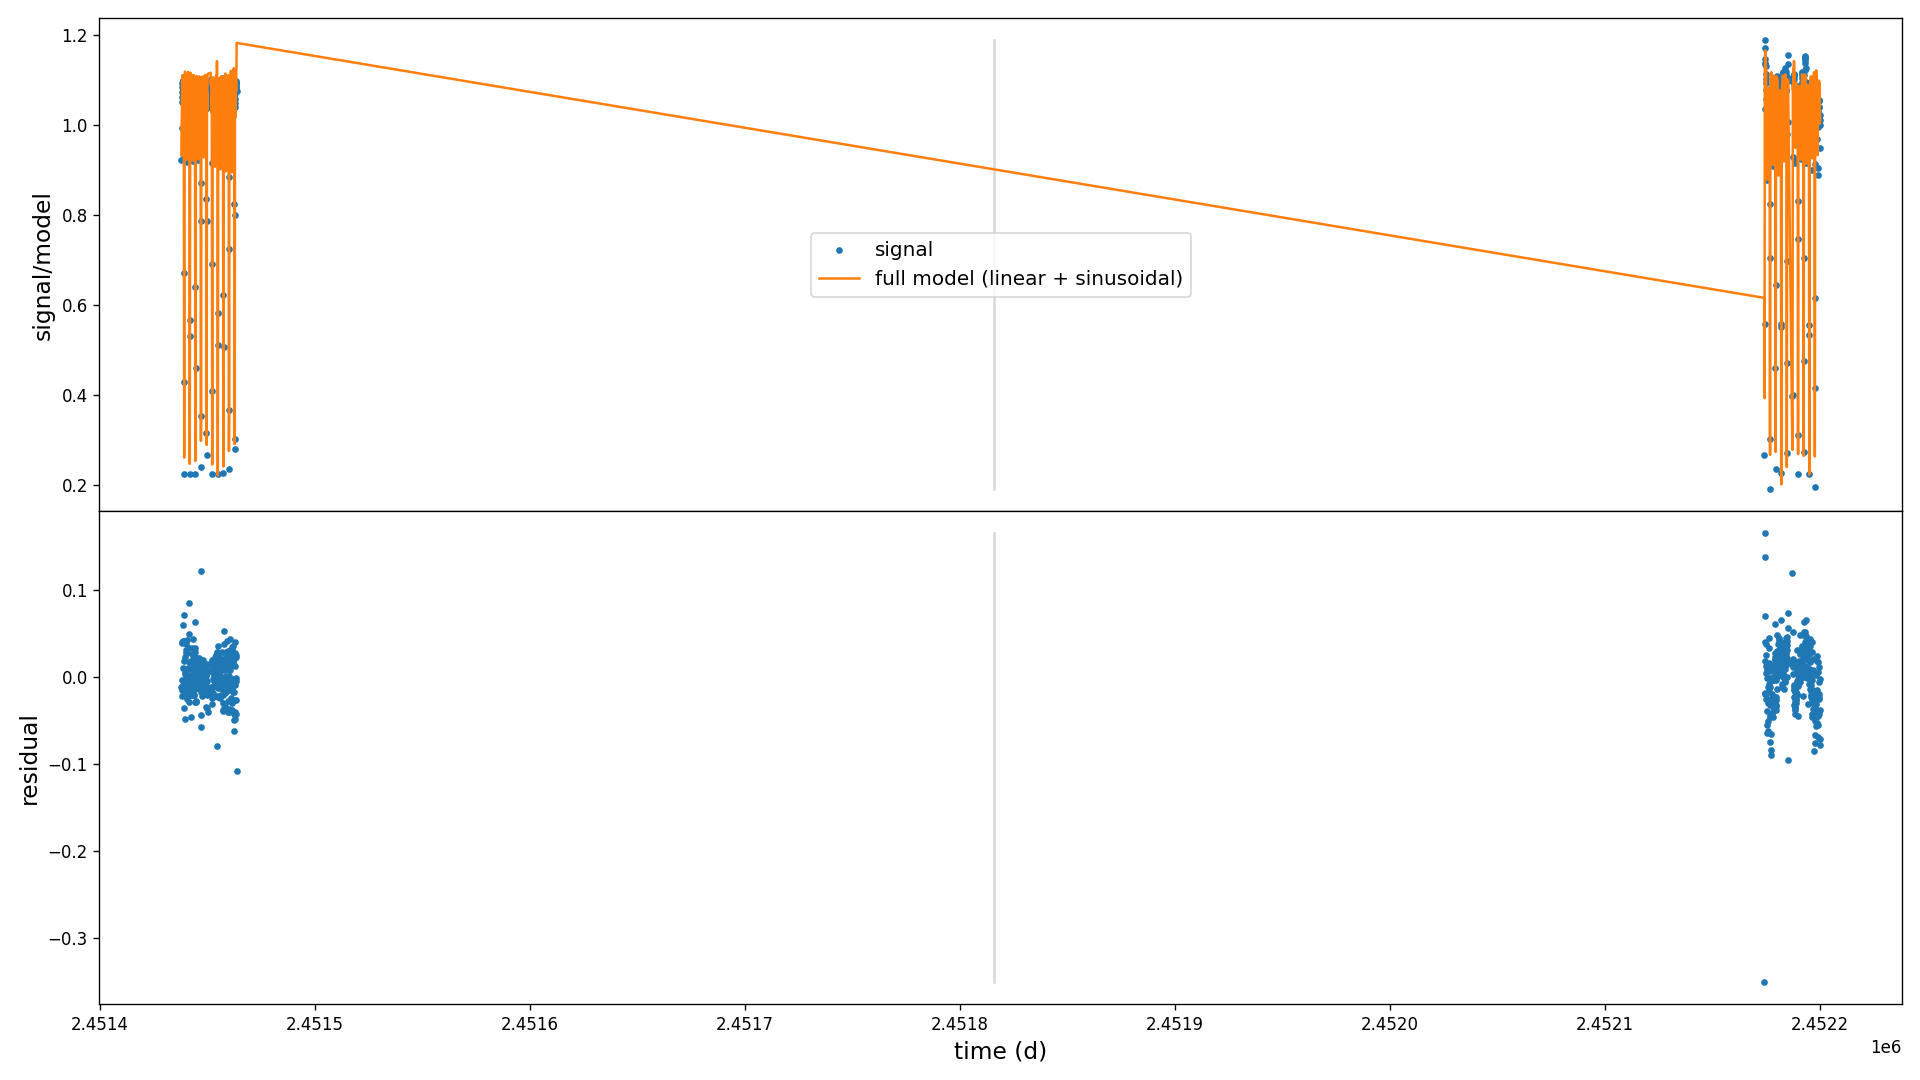 1.2
1.0
0.8
0.6
0.4
0.2
signal/model
signal
full model (linear + sinusoidal)
0.1
0.0
−0.1
−0.2
−0.3
residual
2.4514 2.4515 2.4516 2.4517 2.4518 2.4519 2.4520 2.4521 2.4522
1e6
time (d)